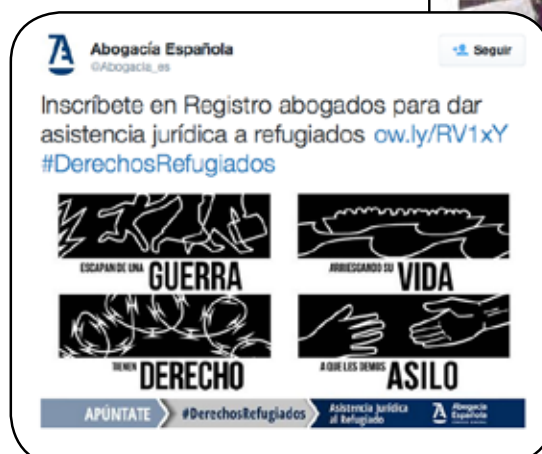 Abogacía Española
@Abogacia_es
Seguir
Inscríbete en Registro abogados para dar
asistencia jurídica a refugiados ow.ly/RV1xY
#DerechosRefugiados
ESCAPAN DE UNA GUERRA
ARRIESGANDO SU VIDA
TIENEN DERECHO
A QUE LES DEMOS ASILO
APÚNTATE #DerechosRefugiados Asistencia Jurídica
al Refugiado
Abogacía
Española